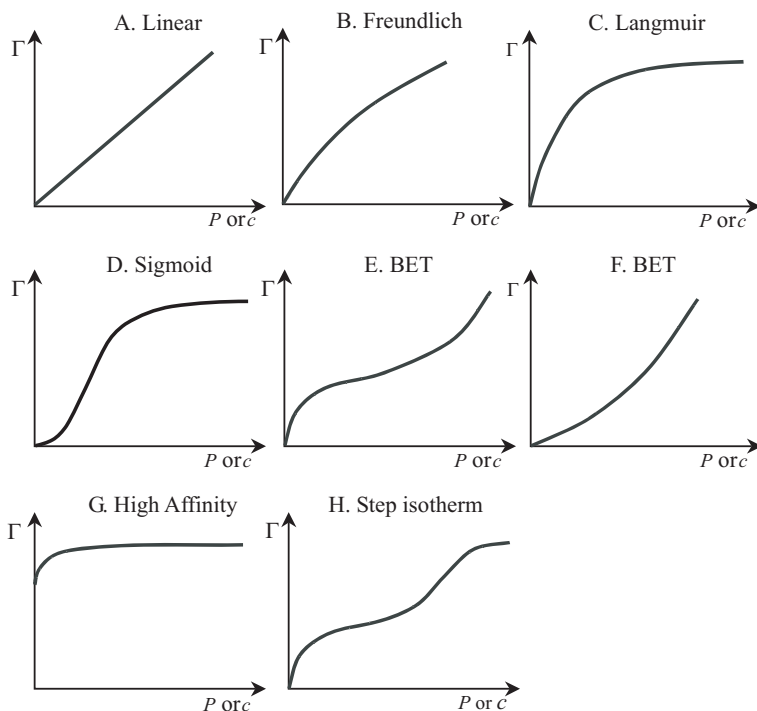 A. Linear
Γ
P or c
B. Freundlich
Γ
P or c
C. Langmuir
Γ
P or c
D. Sigmoid
Γ
P or c
E. BET
Γ
P or c
F. BET
Γ
P or c
G. High Affinity
Γ
P or c
H. Step isotherm
Γ
P or c